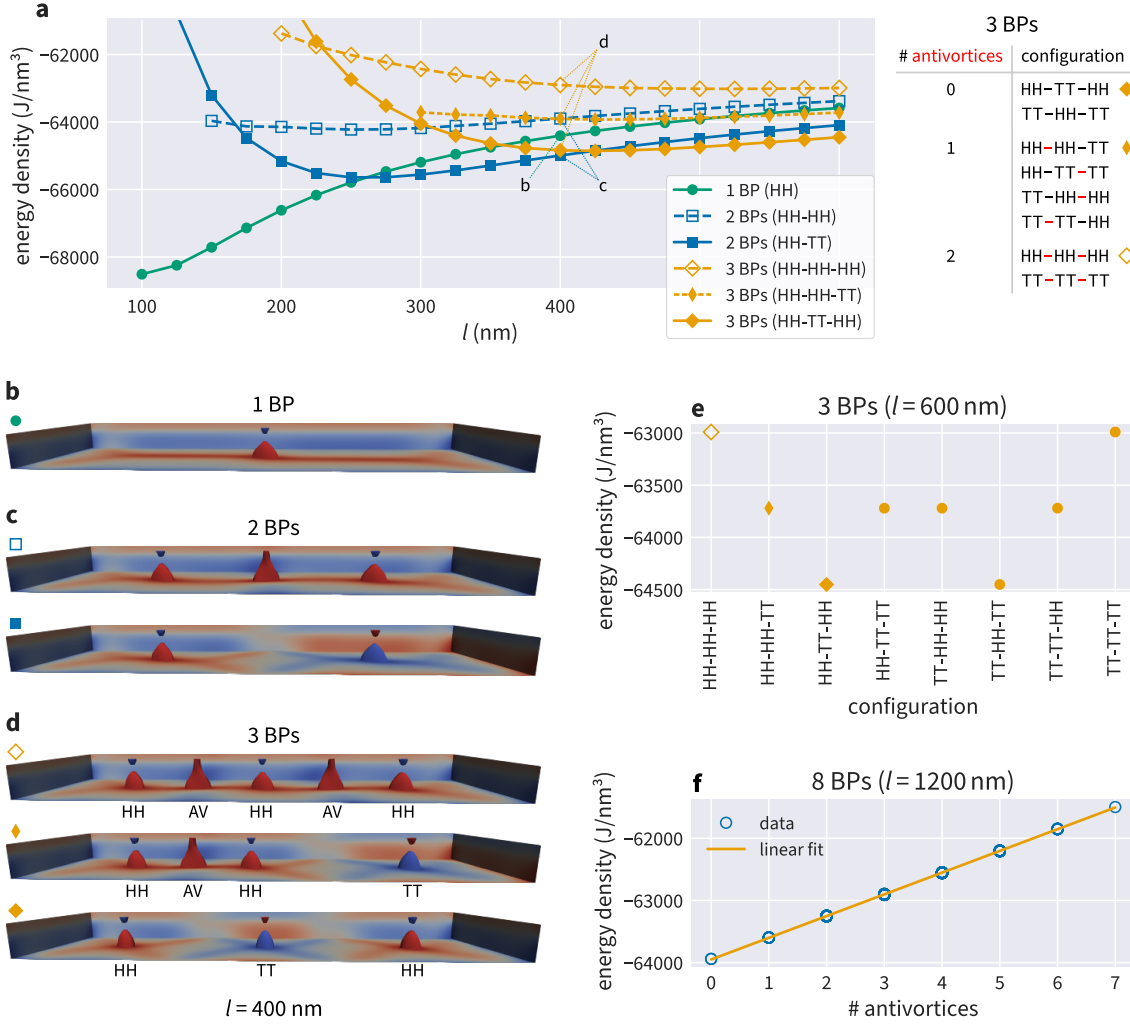 a
energy density (J/nm³)
−62000
−64000
−66000
−68000
100
200
300
400
l (nm)
d
b
c
1 BP (HH)
2 BPs (HH-HH)
2 BPs (HH-TT)
3 BPs (HH-HH-HH)
3 BPs (HH-HH-TT)
3 BPs (HH-TT-HH)
3 BPs
# antivortices configuration
0 HH–TT–HH
TT–HH–TT
1 HH–HH–TT
HH–TT–TT
TT–HH–HH
TT–TT–HH
2 HH–HH–HH
TT–TT–TT
b
1 BP
c
2 BPs
d
3 BPs
HH AV HH AV HH
HH AV HH TT
HH TT HH
l = 400 nm
e
3 BPs (l = 600 nm)
energy density (J/nm³)
−63000
−63500
−64000
−64500
HH-HH-HH
HH-HH-TT
HH-TT-HH
HH-TT-TT
TT-HH-HH
TT-HH-TT
TT-TT-HH
TT-TT-TT
configuration
f
8 BPs (l = 1200 nm)
energy density (J/nm³)
−62000
−63000
−64000
data
linear fit
0 1 2 3 4 5 6 7
# antivortices